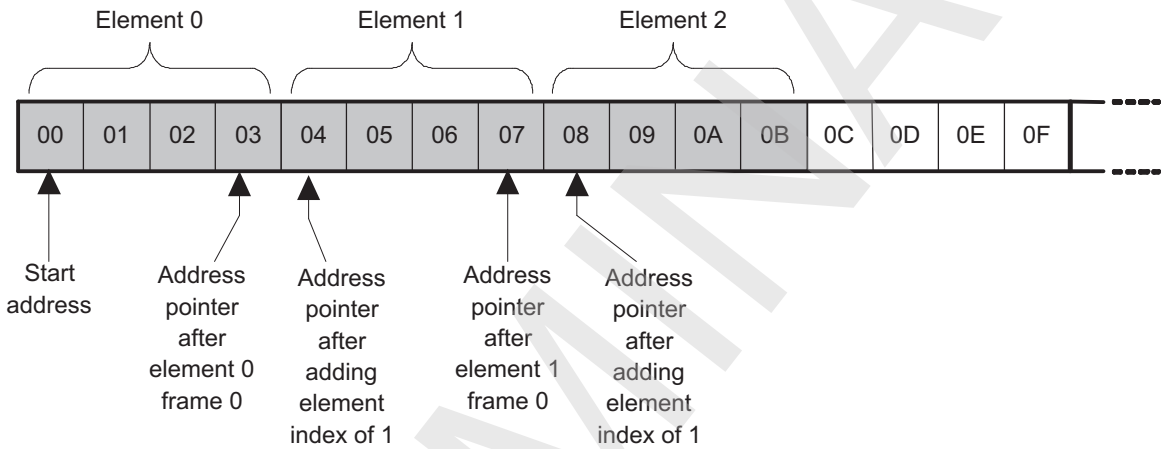 Element 0 Element 1 Element 2
00 01 02 03 04 05 06 07 08 09 0A 0B 0C 0D 0E 0F
Start
address
Address
pointer
after
element 0
frame 0
Address
pointer
after
adding
element
index of 1
Address
pointer
after
element 1
frame 0
Address
pointer
after
adding
element
index of 1
MINA